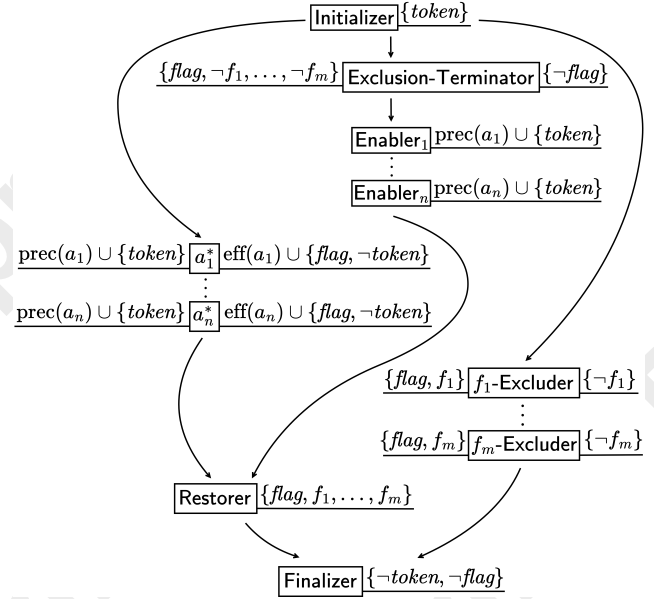 Initializer {token}
{flag, ¬f₁, . . . , ¬fₘ} Exclusion-Terminator {¬flag}
Enabler₁ prec(a₁) ∪ {token}
⋮
Enablerₙ prec(aₙ) ∪ {token}
prec(a₁) ∪ {token} a₁* eff(a₁) ∪ {flag, ¬token}
⋮
prec(aₙ) ∪ {token} aₙ* eff(aₙ) ∪ {flag, ¬token}
{flag, f₁} f₁-Excluder {¬f₁}
⋮
{flag, fₘ} fₘ-Excluder {¬fₘ}
Restorer {flag, f₁, . . . , fₘ}
Finalizer {¬token, ¬flag}